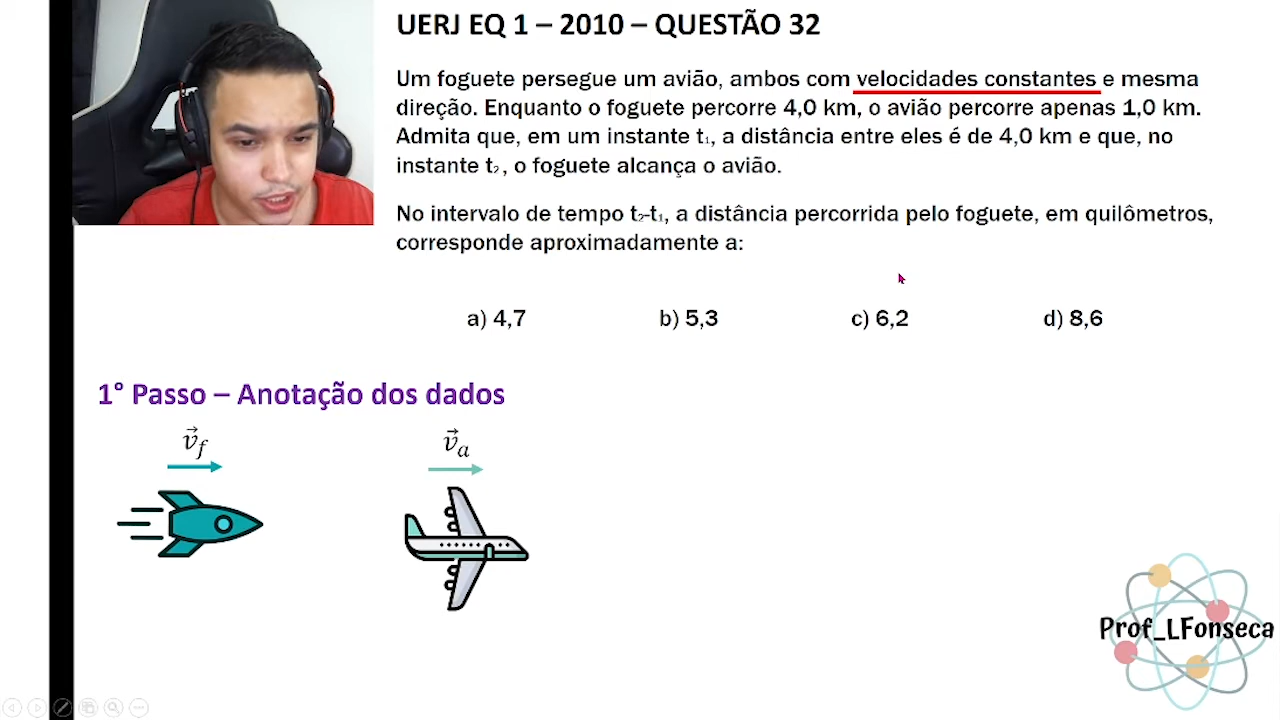 UERJ EQ 1 – 2010 – QUESTÃO 32
Um foguete persegue um avião, ambos com velocidades constantes e mesma
direção. Enquanto o foguete percorre 4,0 km, o avião percorre apenas 1,0 km.
Admita que, em um instante t₁, a distância entre eles é de 4,0 km e que, no
instante t₂, o foguete alcança o avião.
No intervalo de tempo t₂-t₁, a distância percorrida pelo foguete, em quilômetros,
corresponde aproximadamente a:
a) 4,7 b) 5,3 c) 6,2 d) 8,6
1° Passo – Anotação dos dados
v⃗f v⃗a
Prof_LFonseca